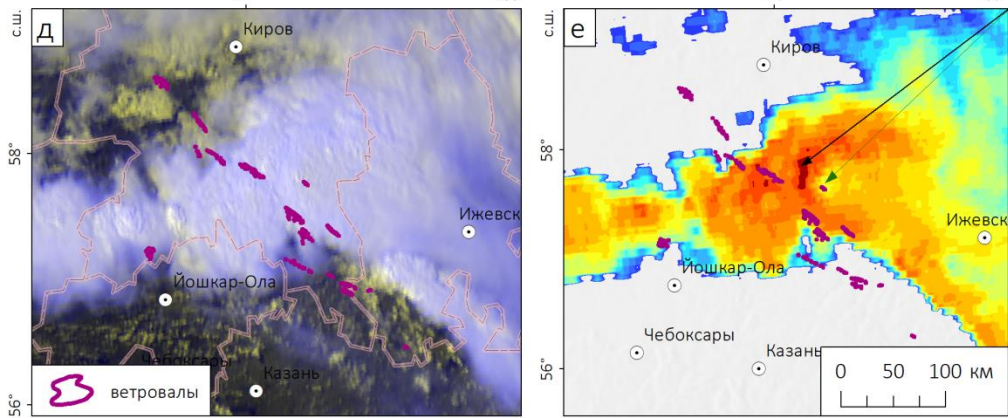 с.ш.
д
Киров
58°
Ижевск
Йошкар-Ола
Чебоксары
Казань
ветровалы
56°
с.ш.
е
Киров
58°
Ижевск
Йошкар-Ола
Чебоксары
Казань
56°
0 50 100 км